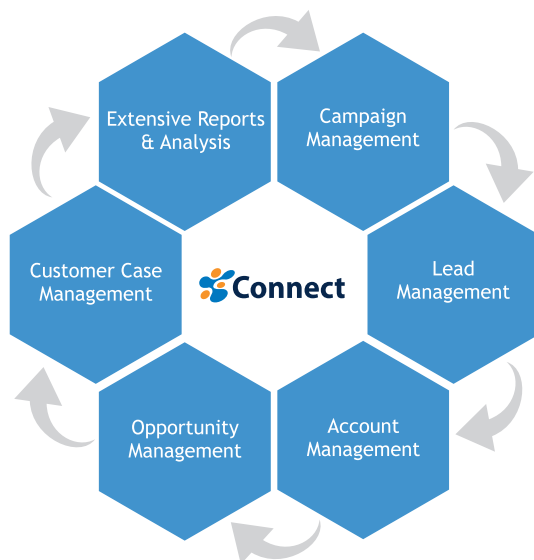 Extensive Reports
& Analysis
Campaign
Management
Lead
Management
Account
Management
Opportunity
Management
Customer Case
Management
Connect